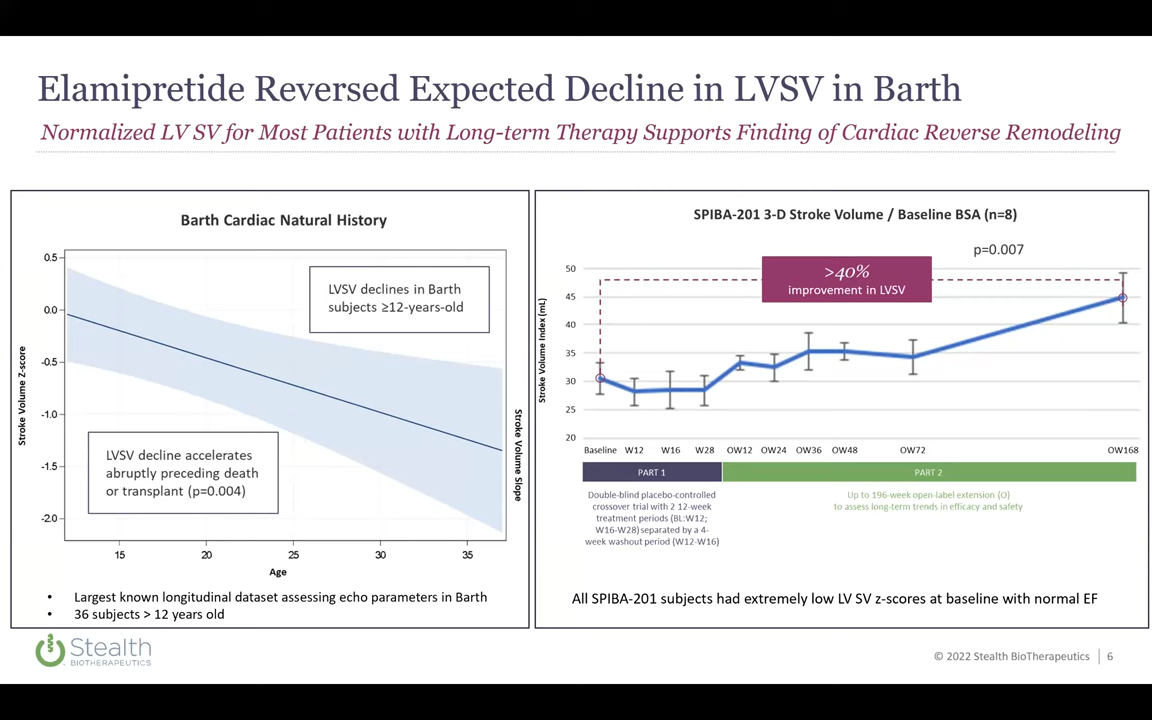 Elamipretide Reversed Expected Decline in LVSV in Barth
Normalized LV SV for Most Patients with Long-term Therapy Supports Finding of Cardiac Reverse Remodeling
Barth Cardiac Natural History
0.5
0.0
-0.5
-1.0
-1.5
-2.0
Stroke Volume Z-score
LVSV declines in Barth
subjects ≥12-years-old
LVSV decline accelerates
abruptly preceding death
or transplant (p=0.004)
Stroke Volume Slope
15 20 25 30 35
Age
• Largest known longitudinal dataset assessing echo parameters in Barth
• 36 subjects > 12 years old
SPIBA-201 3-D Stroke Volume / Baseline BSA (n=8)
p=0.007
>40%
improvement in LVSV
Stroke Volume Index (mL)
50
45
40
35
30
25
20
Baseline W12 W16 W28 OW12 OW24 OW36 OW48 OW72 OW168
PART 1 PART 2
Double-blind placebo-controlled
crossover trial with 2 12-week
treatment periods (BL:W12;
W16-W28) separated by a 4-
week washout period (W12-W16)
Up to 196-week open-label extension (O)
to assess long-term trends in efficacy and safety
All SPIBA-201 subjects had extremely low LV SV z-scores at baseline with normal EF
Stealth
BIOTHERAPEUTICS
© 2022 Stealth BioTherapeutics 6